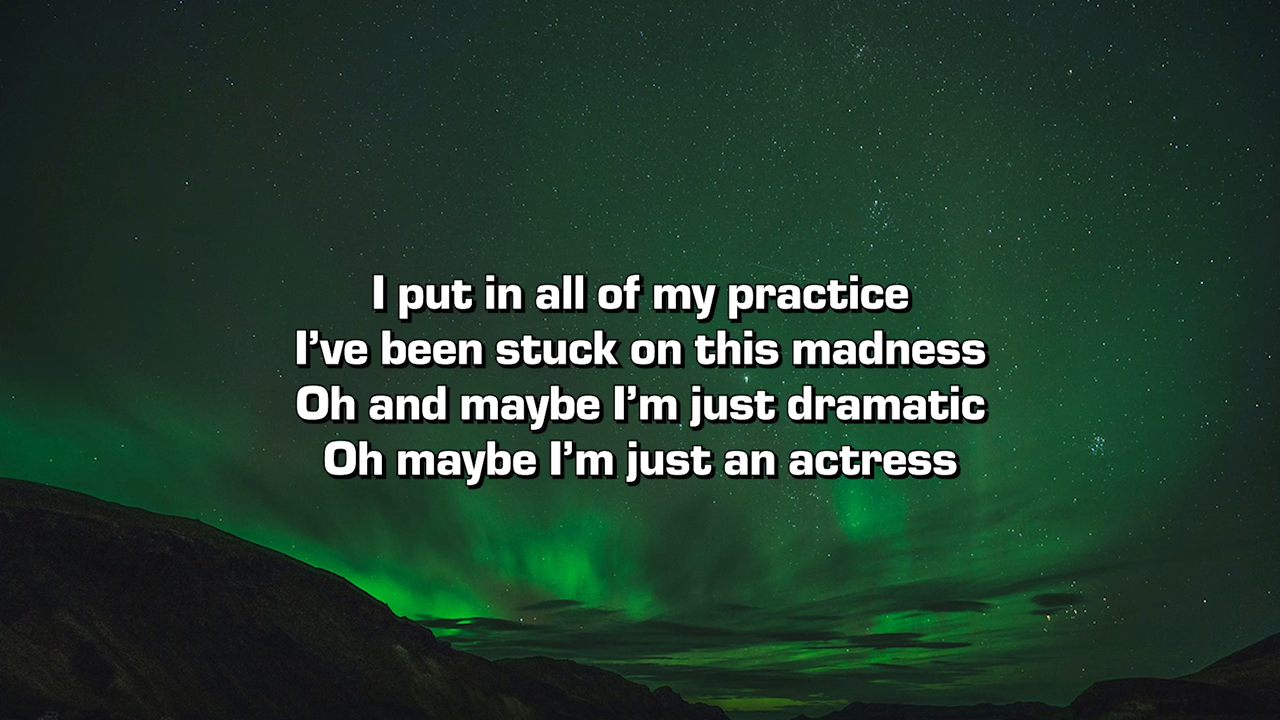 I put in all of my practice
I've been stuck on this madness
Oh and maybe I'm just dramatic
Oh maybe I'm just an actress